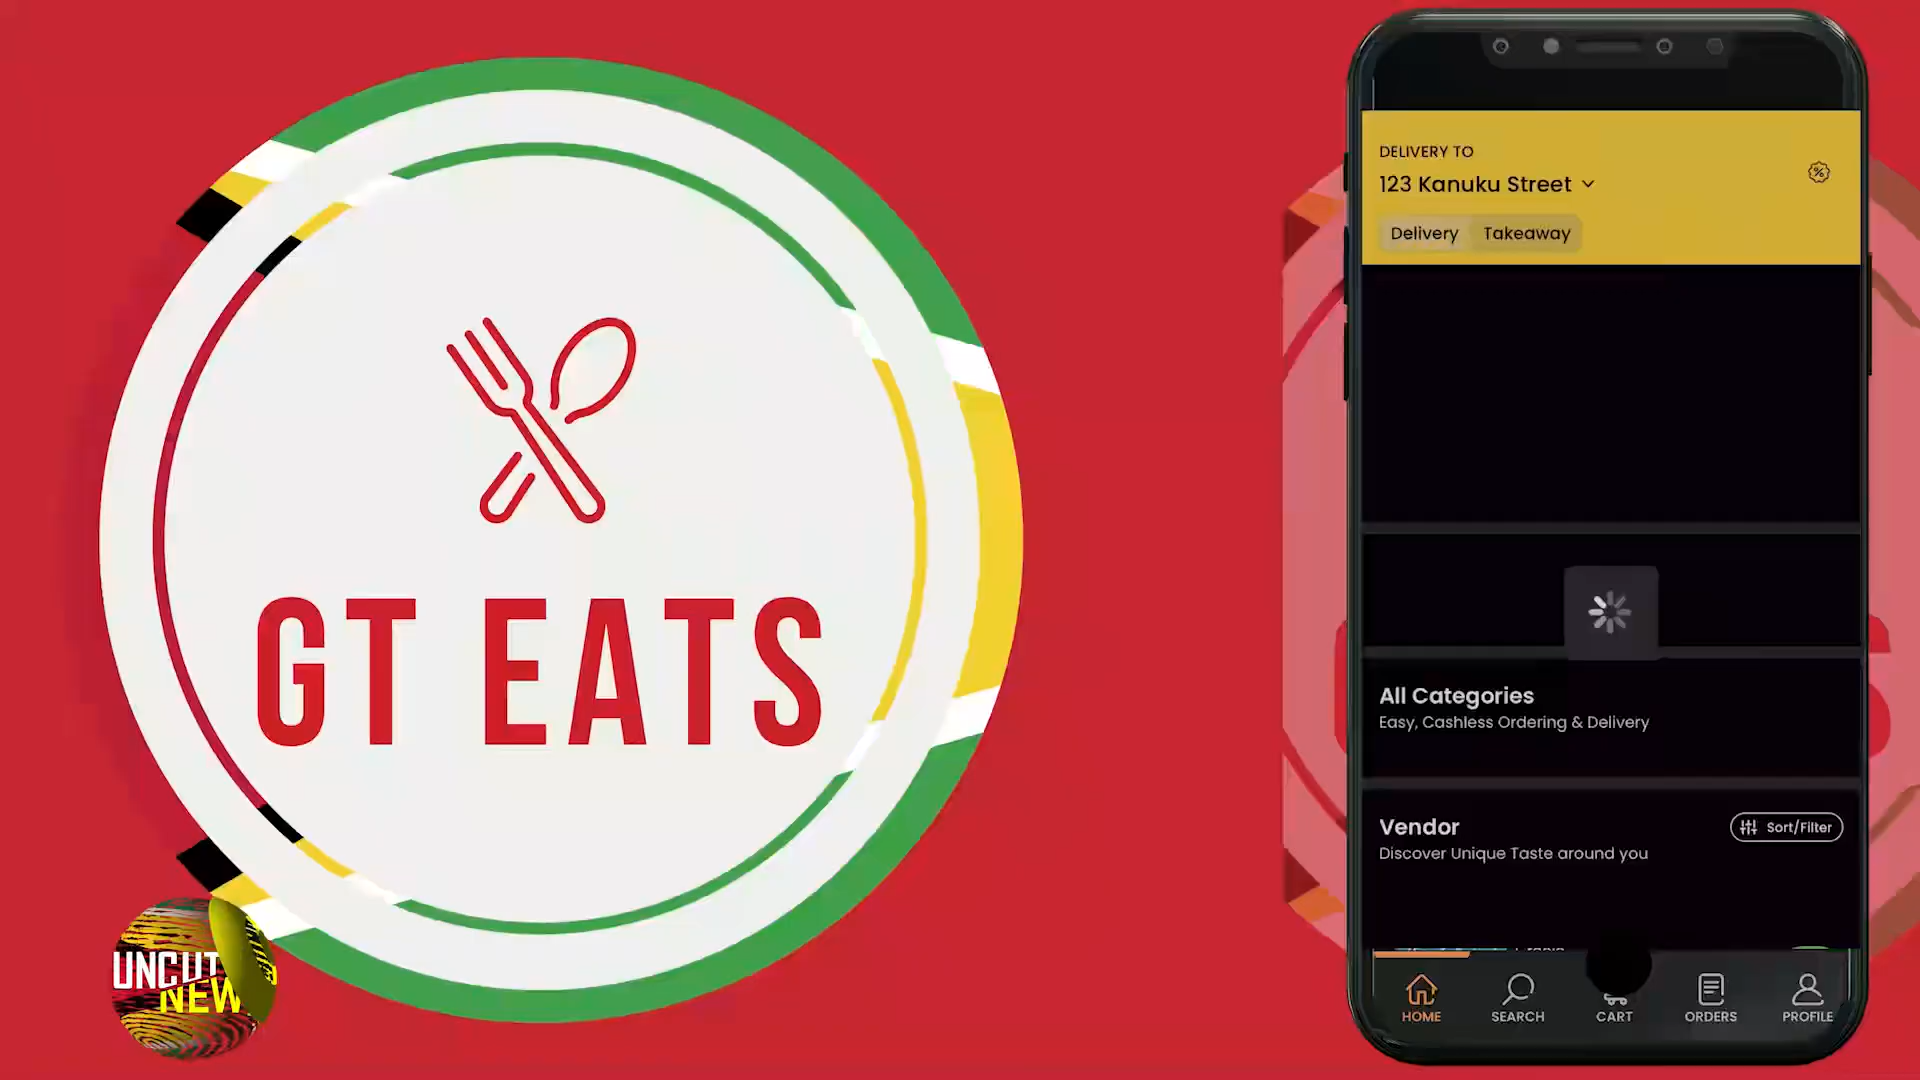 GT EATS
UNCUT
NEW
DELIVERY TO
123 Kanuku Street
Delivery Takeaway
All Categories
Easy, Cashless Ordering & Delivery
Vendor
Sort/Filter
Discover Unique Taste around you
HOME SEARCH CART ORDERS PROFILE